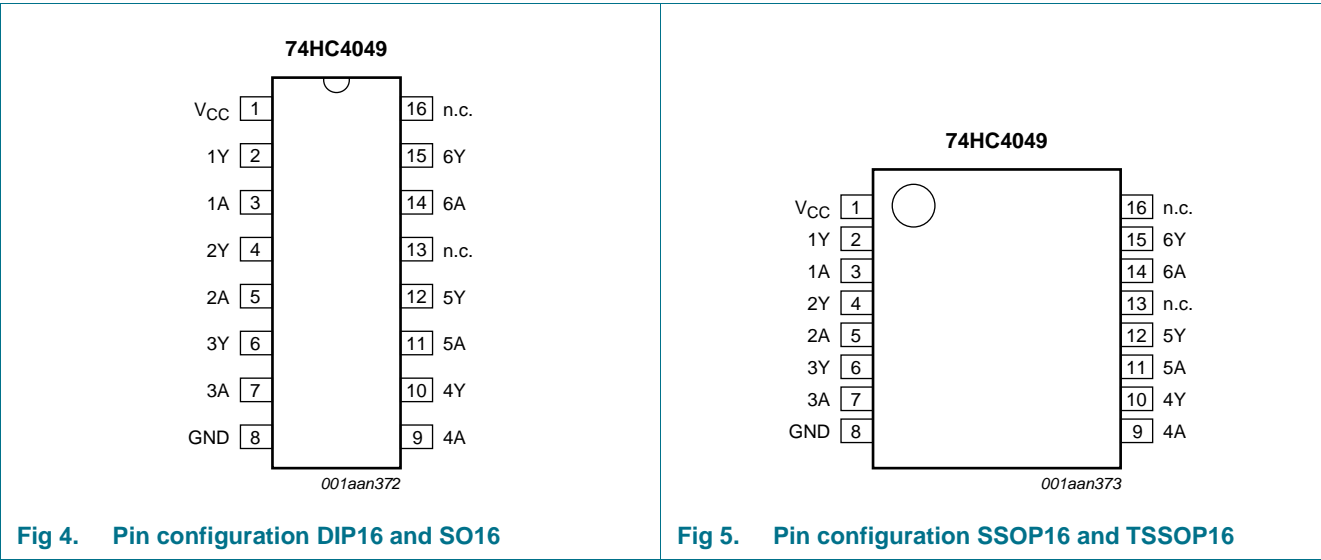 74HC4049
VCC 1 16 n.c.
1Y 2 15 6Y
1A 3 14 6A
2Y 4 13 n.c.
2A 5 12 5Y
3Y 6 11 5A
3A 7 10 4Y
GND 8 9 4A
001aan372
Fig 4. Pin configuration DIP16 and SO16
74HC4049
VCC 1 16 n.c.
1Y 2 15 6Y
1A 3 14 6A
2Y 4 13 n.c.
2A 5 12 5Y
3Y 6 11 5A
3A 7 10 4Y
GND 8 9 4A
001aan373
Fig 5. Pin configuration SSOP16 and TSSOP16